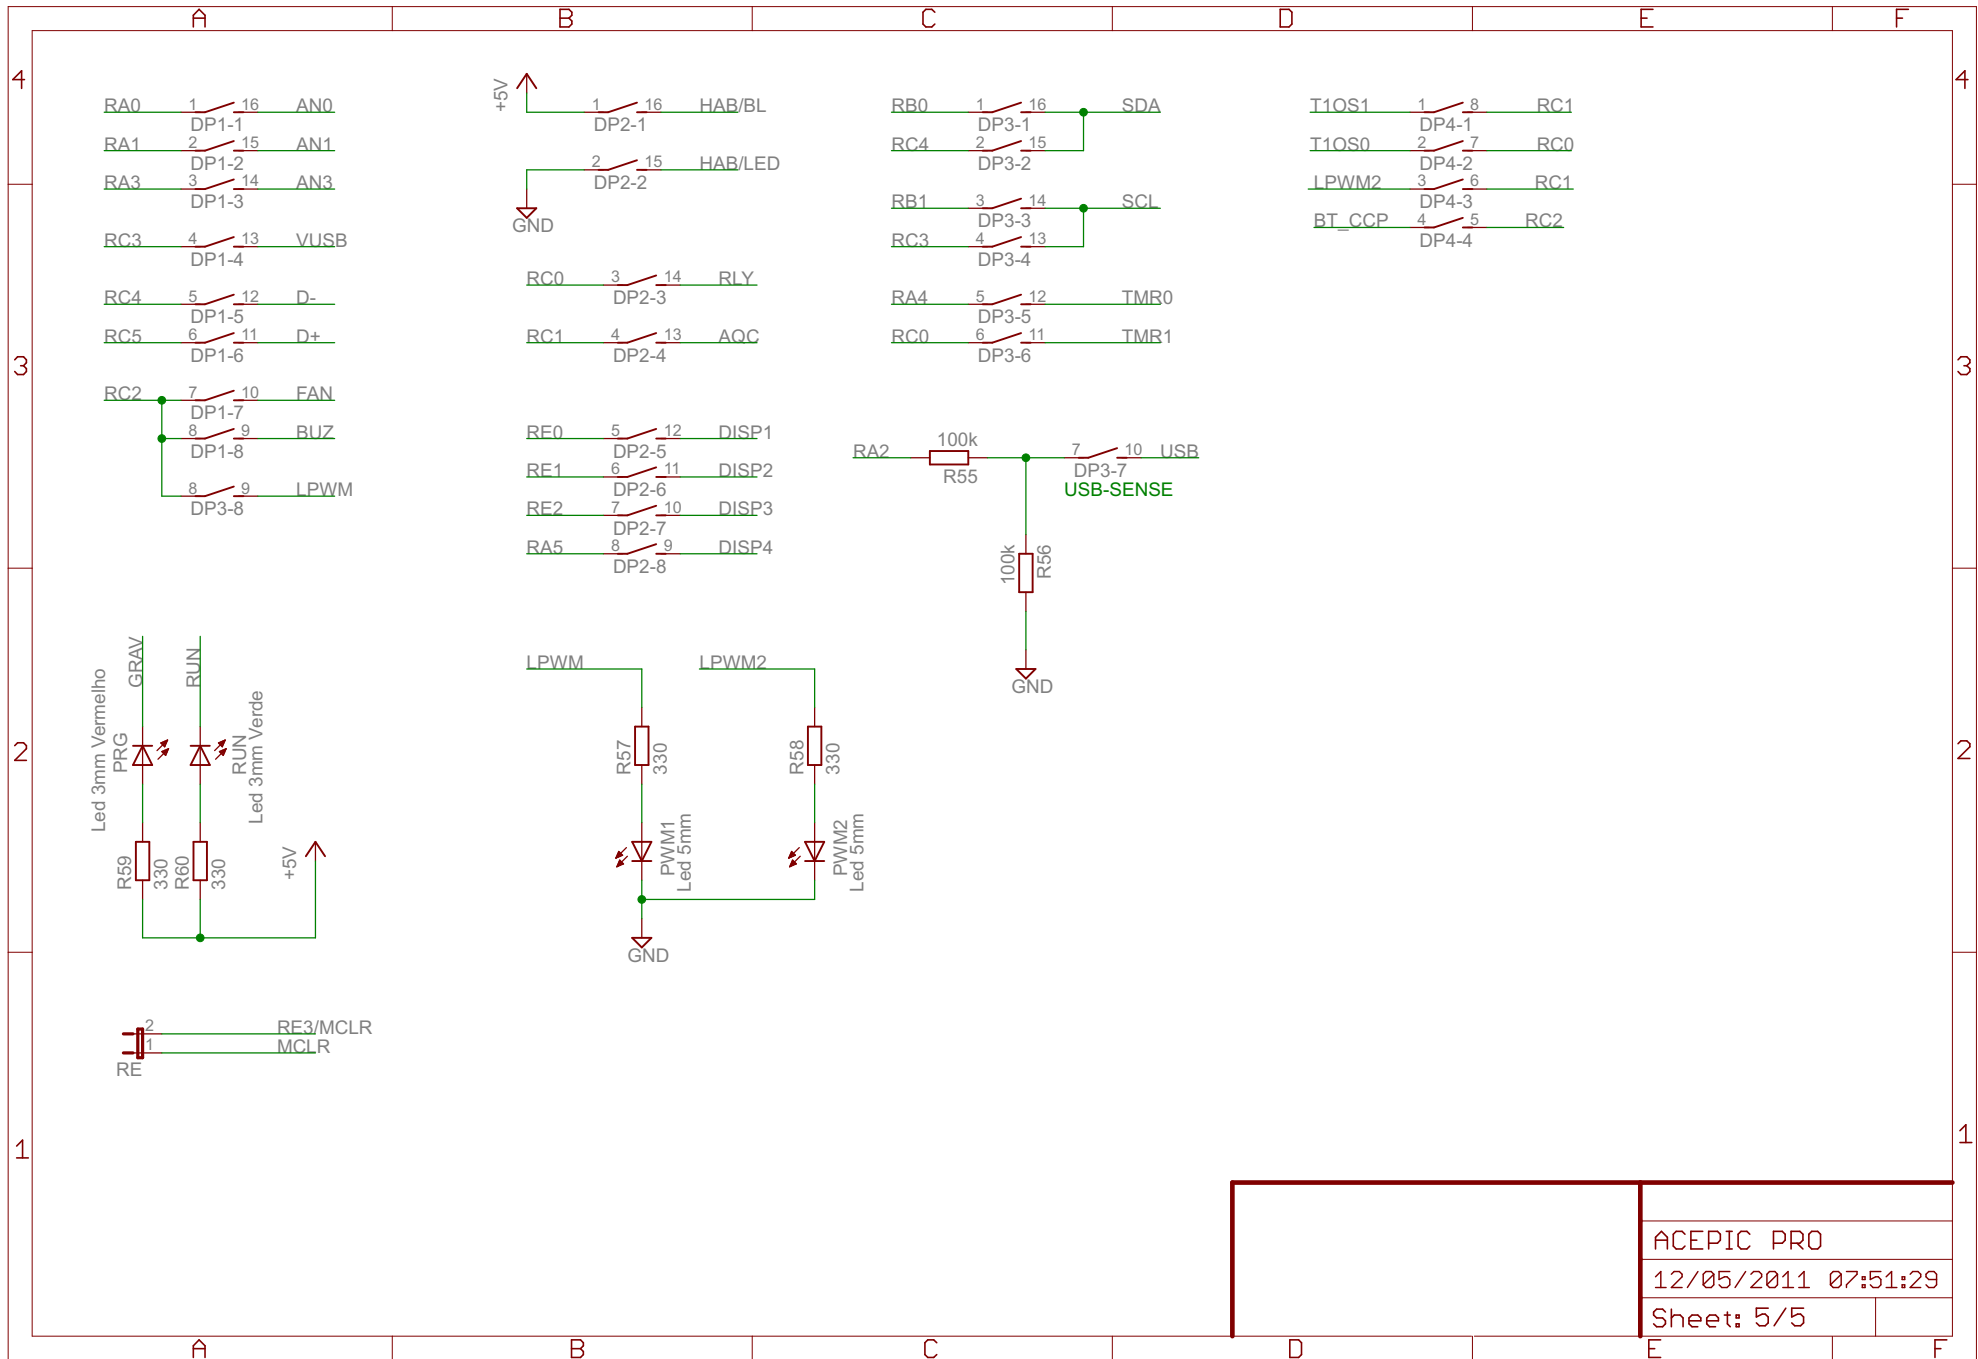 A B C D E F
4 4
RA0 1 16 AN0
DP1-1
RA1 2 15 AN1
DP1-2
RA3 3 14 AN3
DP1-3
RC3 4 13 VUSB
DP1-4
RC4 5 12 D-
DP1-5
RC5 6 11 D+
DP1-6
RC2 7 10 FAN
DP1-7
8 9 BUZ
DP1-8
8 9 LPWM
DP3-8
+5V
1 16 HAB/BL
DP2-1
2 15 HAB/LED
DP2-2
GND
RC0 3 14 RLY
DP2-3
RC1 4 13 AQC
DP2-4
RE0 5 12 DISP1
DP2-5
RE1 6 11 DISP2
DP2-6
RE2 7 10 DISP3
DP2-7
RA5 8 9 DISP4
DP2-8
RB0 1 16 SDA
DP3-1
RC4 2 15
DP3-2
RB1 3 14 SCL
DP3-3
RC3 4 13
DP3-4
RA4 5 12 TMR0
DP3-5
RC0 6 11 TMR1
DP3-6
RA2 100k 7 10 USB
R55 DP3-7
USB-SENSE
100k
R56
GND
T1OS1 1 8 RC1
DP4-1
T1OS0 2 7 RC0
DP4-2
LPWM2 3 6 RC1
DP4-3
BT_CCP 4 5 RC2
DP4-4
3 3
GRAV
RUN
Led 3mm Vermelho
PRG
RUN
Led 3mm Verde
R59
330
R60
330
+5V
LPWM LPWM2
R57
330
R58
330
PWM1
Led 5mm
PWM2
Led 5mm
GND
2 2
2 RE3/MCLR
1 MCLR
RE
1 1
ACEPIC PRO
12/05/2011 07:51:29
Sheet: 5/5
A B C D E F